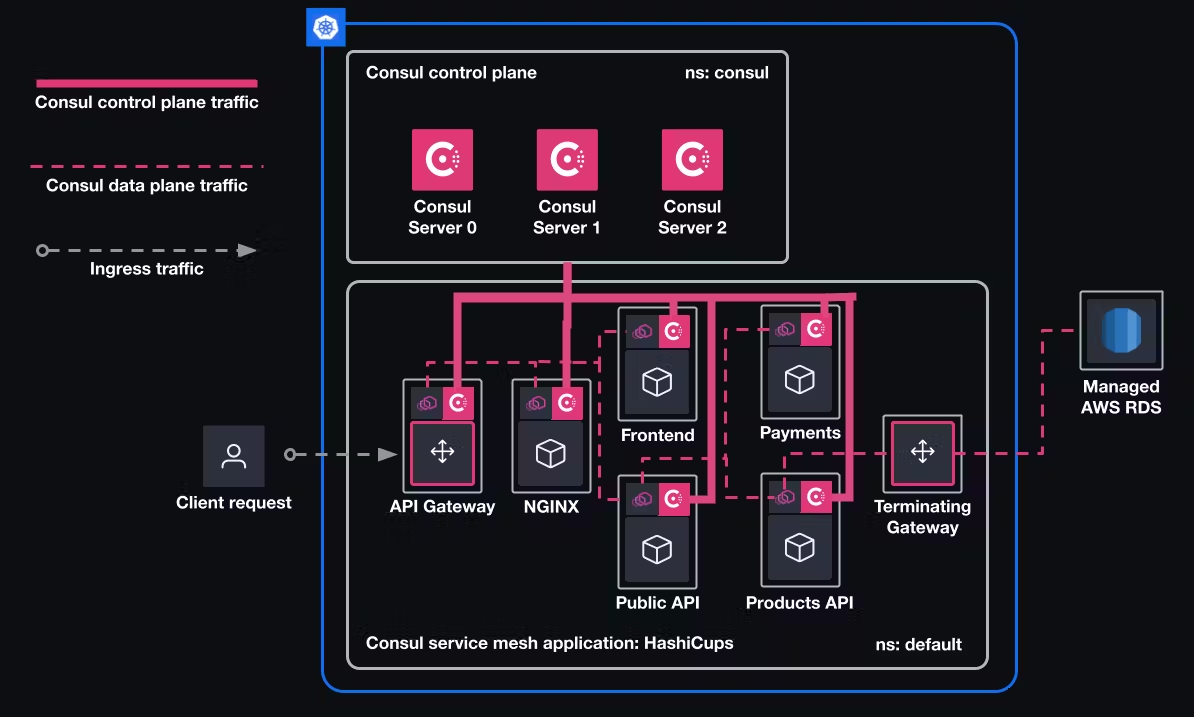 Consul control plane traffic
Consul data plane traffic
Ingress traffic
Consul control plane
ns: consul
Consul
Server 0
Consul
Server 1
Consul
Server 2
Client request
API Gateway
NGINX
Frontend
Payments
Public API
Products API
Terminating
Gateway
Managed
AWS RDS
Consul service mesh application: HashiCups
ns: default